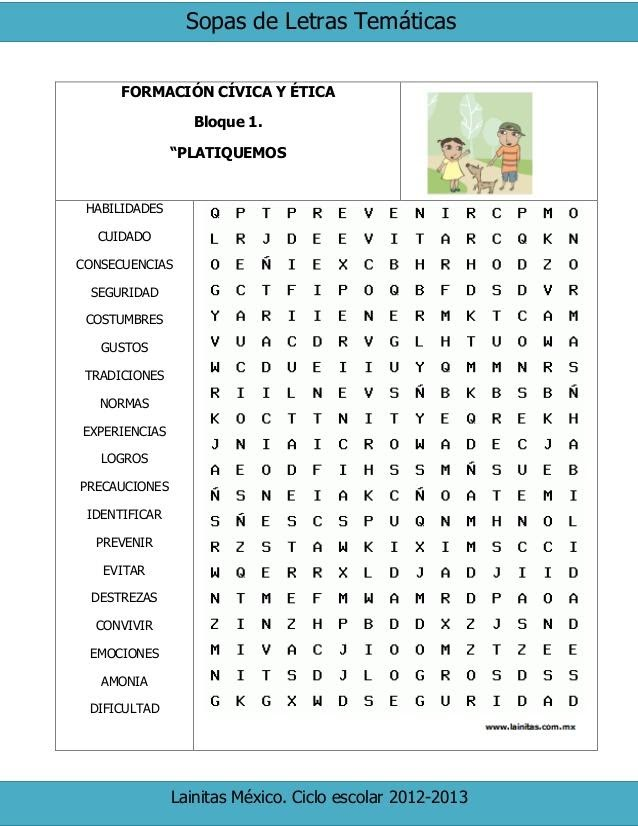 Sopas de Letras Temáticas
FORMACIÓN CÍVICA Y ÉTICA
Bloque 1.
“PLATIQUEMOS
HABILIDADES
CUIDADO
CONSECUENCIAS
SEGURIDAD
COSTUMBRES
GUSTOS
TRADICIONES
NORMAS
EXPERIENCIAS
LOGROS
PRECAUCIONES
IDENTIFICAR
PREVENIR
EVITAR
DESTREZAS
CONVIVIR
EMOCIONES
AMONIA
DIFICULTAD
Q P T P R E V E N I R C P M O
L R J D E E V I T A R C Q K N
O E Ñ I E X C B H R H O D Z O
G C T F I P O Q B F D S D V R
Y A R I I E N E R M K T C A M
V U A C D R V G L H T U O W A
W C D U E I I U Y Q M M N R S
R I I L N E V S Ñ B K B S B Ñ
K O C T T N I T Y E Q R E K H
J N I A I C R O W A D E C J A
A E O D F I H S S M Ñ S U E B
Ñ S N E I A K C Ñ O A T E M I
S Ñ E S C S P U Q N M H N O L
R Z S T A W K I X I M S C C I
W Q E R R X L D J A D J I I D
N T M E F M W A M R D P A O A
Z I N Z H P B D D X Z J S N D
M I V A C J I O O M Z T Z E E
N I T S D J L O G R O S D S S
G K G X W D S E G U R I D A D
www.lainitas.com.mx
Lainitas México. Ciclo escolar 2012-2013